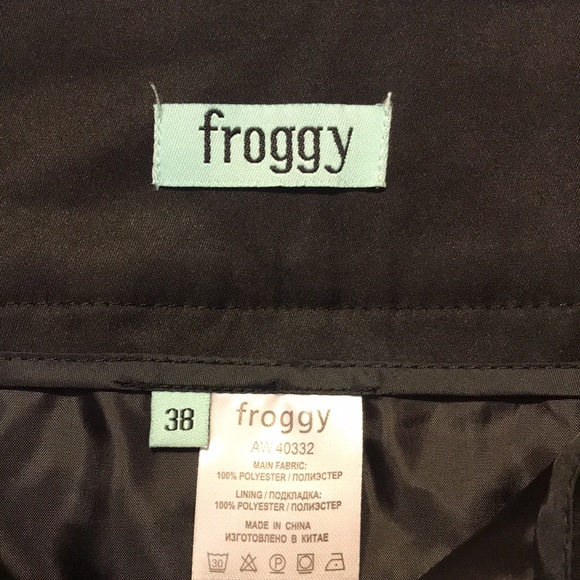 froggy
38
froggy
AW 40332
MAIN FABRIC:
100% POLYESTER / ПОЛИЭСТЕР
LINING / ПОДКЛАДКА:
100% POLYESTER / ПОЛИЭСТЕР
MADE IN CHINA
ИЗГОТОВЛЕНО В КИТАЕ
30 P